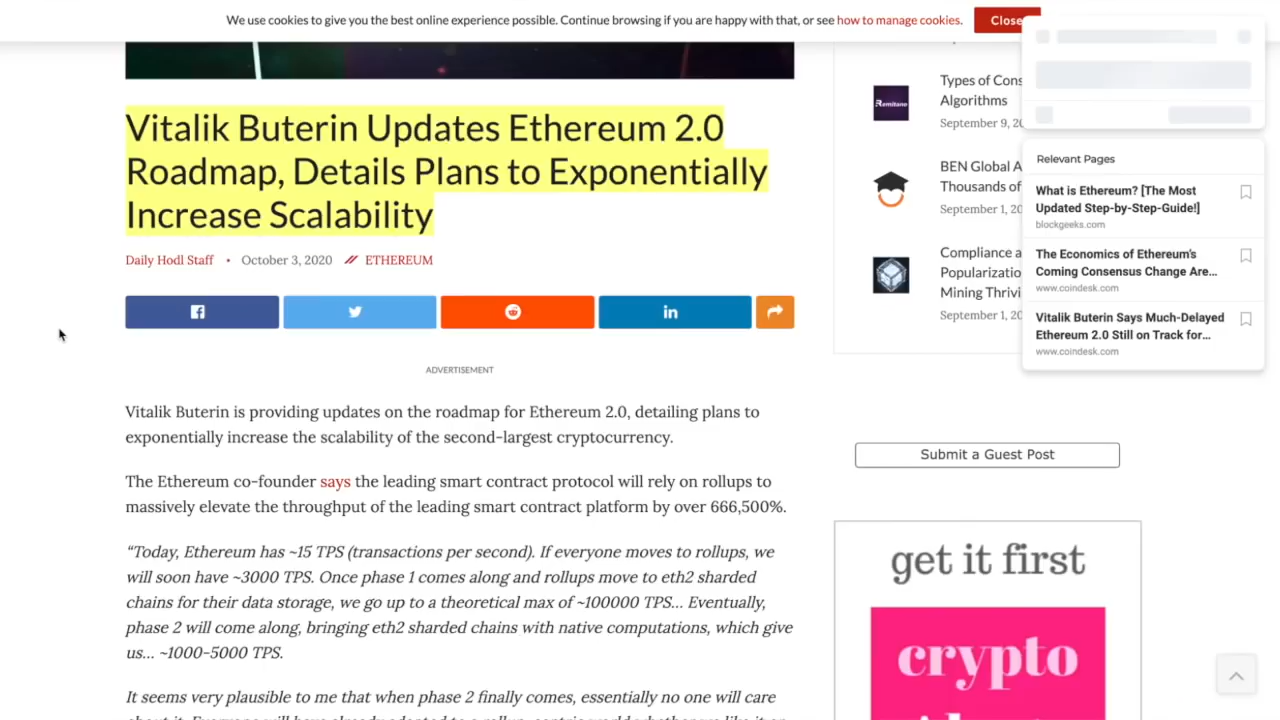 We use cookies to give you the best online experience possible. Continue browsing if you are happy with that, or see how to manage cookies.
Close
Vitalik Buterin Updates Ethereum 2.0
Roadmap, Details Plans to Exponentially
Increase Scalability
Daily Hodl Staff • October 3, 2020 // ETHEREUM
ADVERTISEMENT
Vitalik Buterin is providing updates on the roadmap for Ethereum 2.0, detailing plans to
exponentially increase the scalability of the second-largest cryptocurrency.
The Ethereum co-founder says the leading smart contract protocol will rely on rollups to
massively elevate the throughput of the leading smart contract platform by over 666,500%.
“Today, Ethereum has ~15 TPS (transactions per second). If everyone moves to rollups, we
will soon have ~3000 TPS. Once phase 1 comes along and rollups move to eth2 sharded
chains for their data storage, we go up to a theoretical max of ~100000 TPS… Eventually,
phase 2 will come along, bringing eth2 sharded chains with native computations, which give
us… ~1000-5000 TPS.
It seems very plausible to me that when phase 2 finally comes, essentially no one will care
Remitano
Types of Cons
Algorithms
September 9, 20
BEN Global A
Thousands of
September 1, 20
Compliance a
Popularizatio
Mining Thrivi
September 1, 20
Relevant Pages
What is Ethereum? [The Most
Updated Step-by-Step-Guide!]
blockgeeks.com
The Economics of Ethereum’s
Coming Consensus Change Are...
www.coindesk.com
Vitalik Buterin Says Much-Delayed
Ethereum 2.0 Still on Track for...
www.coindesk.com
Submit a Guest Post
get it first
crypto